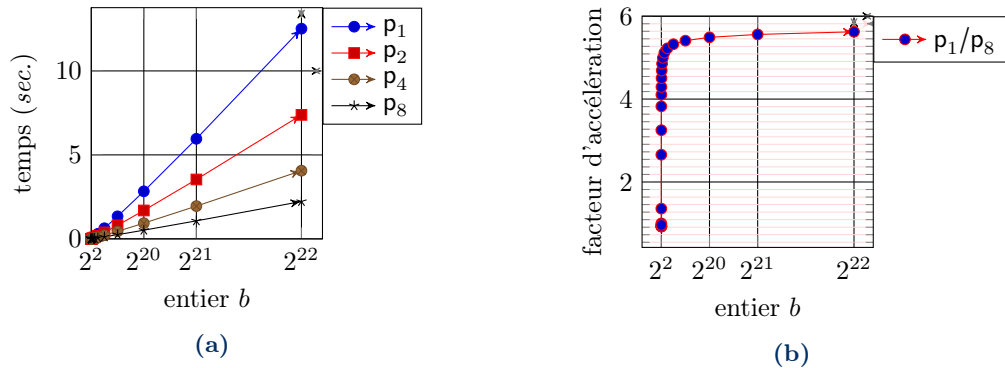 temps (sec.)
10
5
0
2^2 2^20 2^21 2^22
entier b
p_1
p_2
p_4
p_8
(a)
facteur d'accélération
6
4
2
2^2 2^20 2^21 2^22
entier b
p_1/p_8
(b)